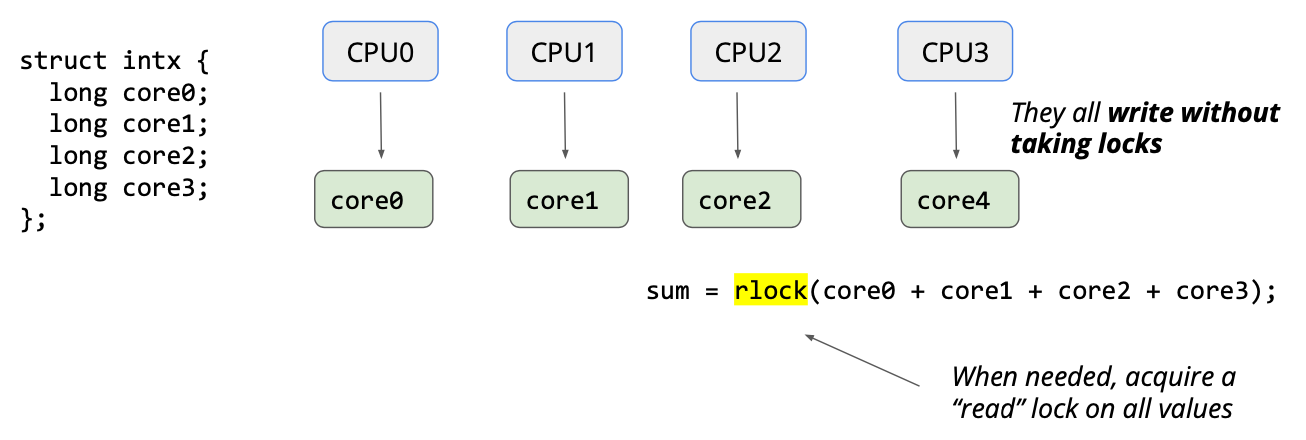 struct intx {
  long core0;
  long core1;
  long core2;
  long core3;
};
CPU0
CPU1
CPU2
CPU3
They all write without
taking locks
core0
core1
core2
core4
sum = rlock(core0 + core1 + core2 + core3);
When needed, acquire a
“read” lock on all values